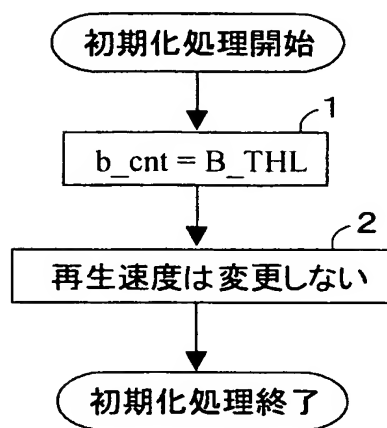 初期化処理開始
1
b_cnt = B_THL
2
再生速度は変更しない
初期化処理終了